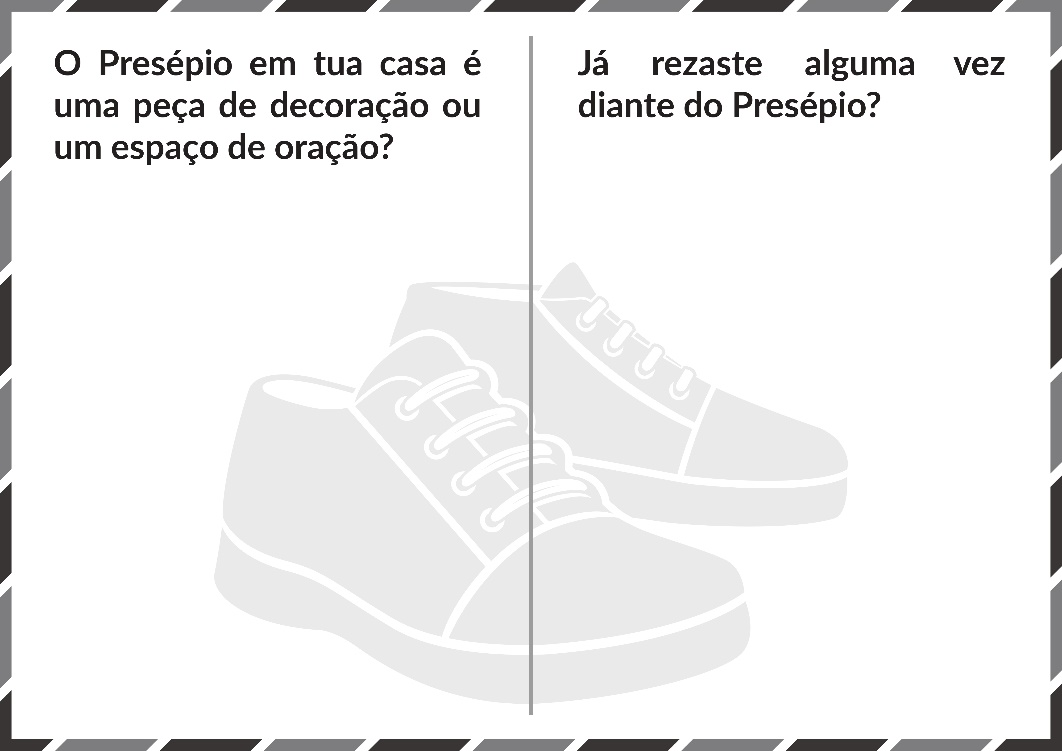 O Presépio em tua casa é
uma peça de decoração ou
um espaço de oração?
Já rezaste alguma vez
diante do Presépio?